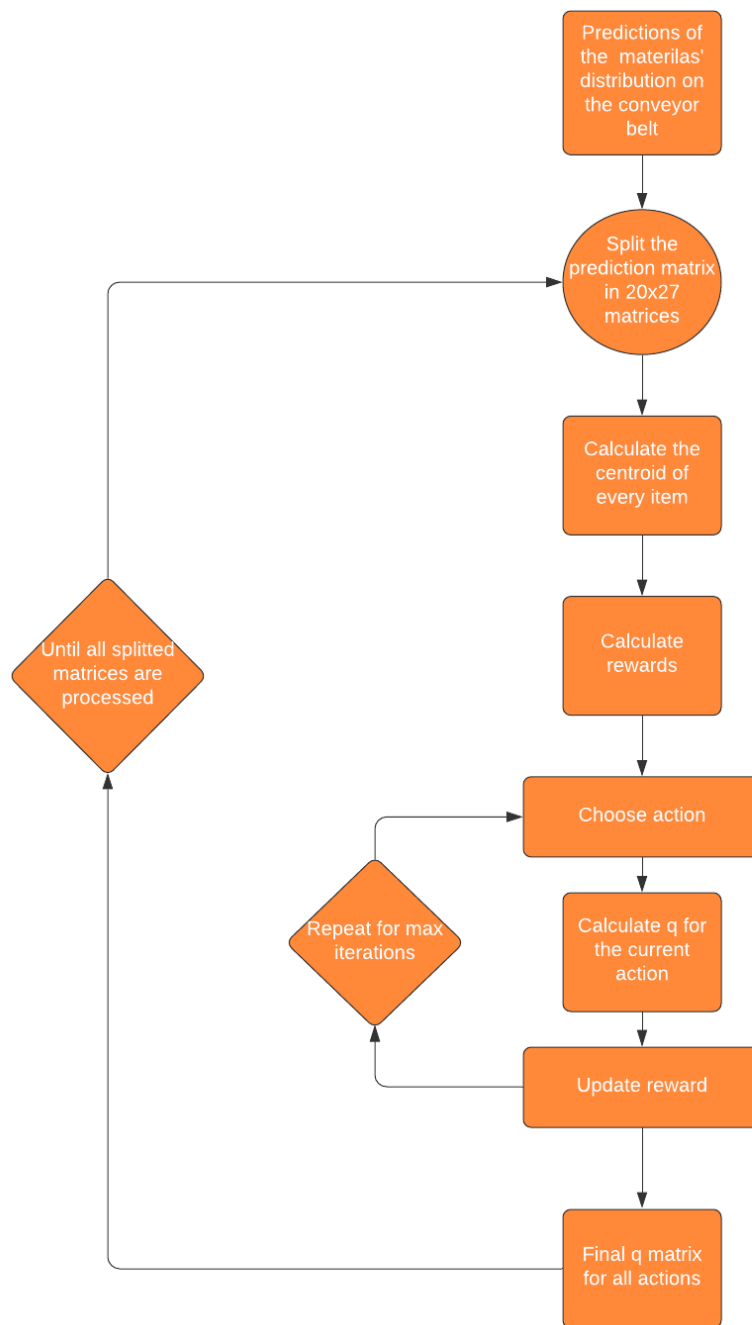 Predictions of
the materilas'
distribution on
the conveyor
belt
Split the
prediction matrix
in 20x27
matrices
Calculate the
centroid of
every item
Until all splitted
matrices are
processed
Calculate
rewards
Choose action
Repeat for max
iterations
Calculate q for
the current
action
Update reward
Final q matrix
for all actions